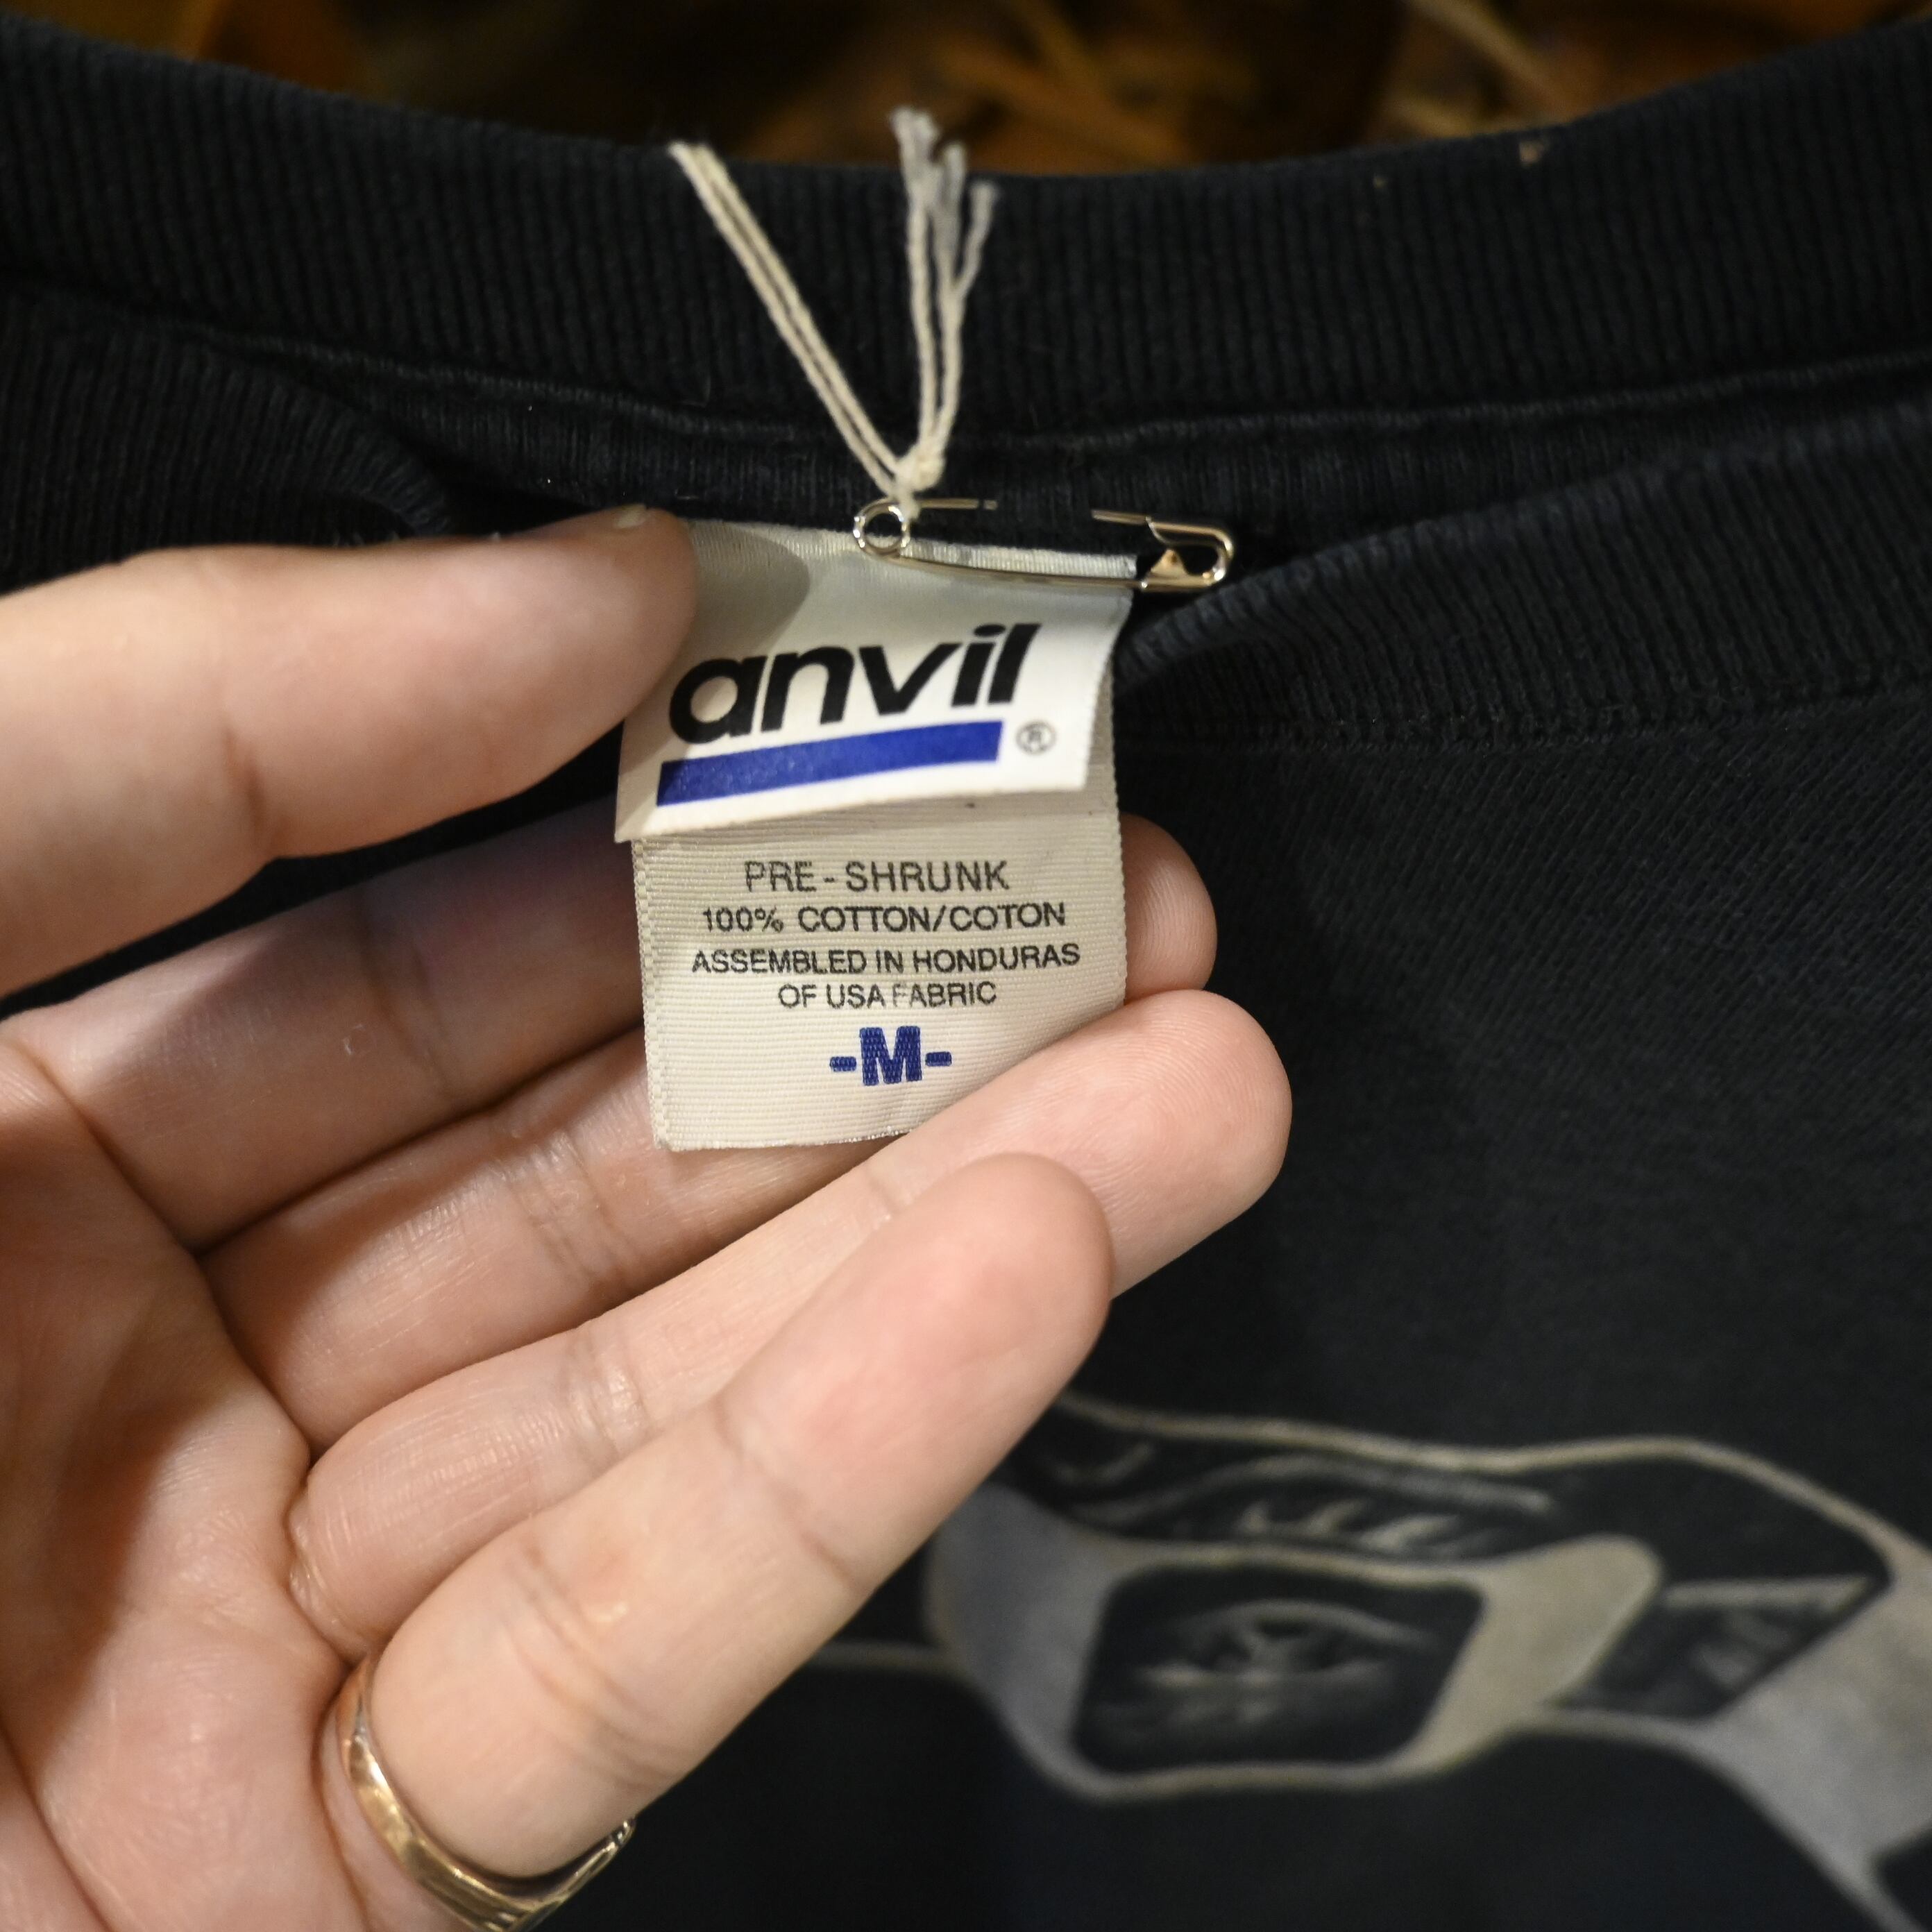 anvil
®
PRE-SHRUNK
100% COTTON/COTON
ASSEMBLED IN HONDURAS
OF USA FABRIC
-M-